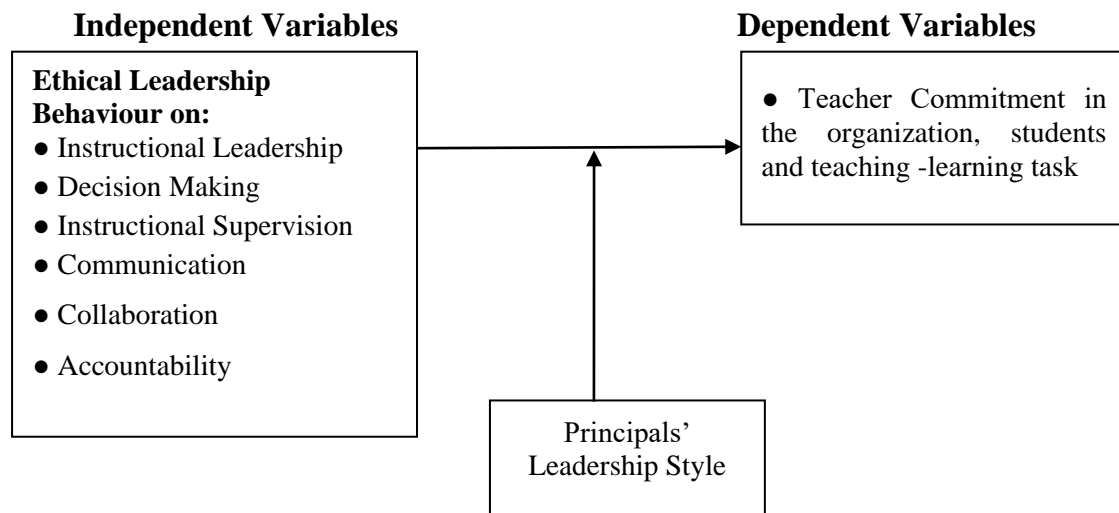 Independent Variables
Dependent Variables
Ethical Leadership
Behaviour on:
● Instructional Leadership
● Decision Making
● Instructional Supervision
● Communication
● Collaboration
● Accountability
● Teacher Commitment in
the organization, students
and teaching -learning task
Principals’
Leadership Style